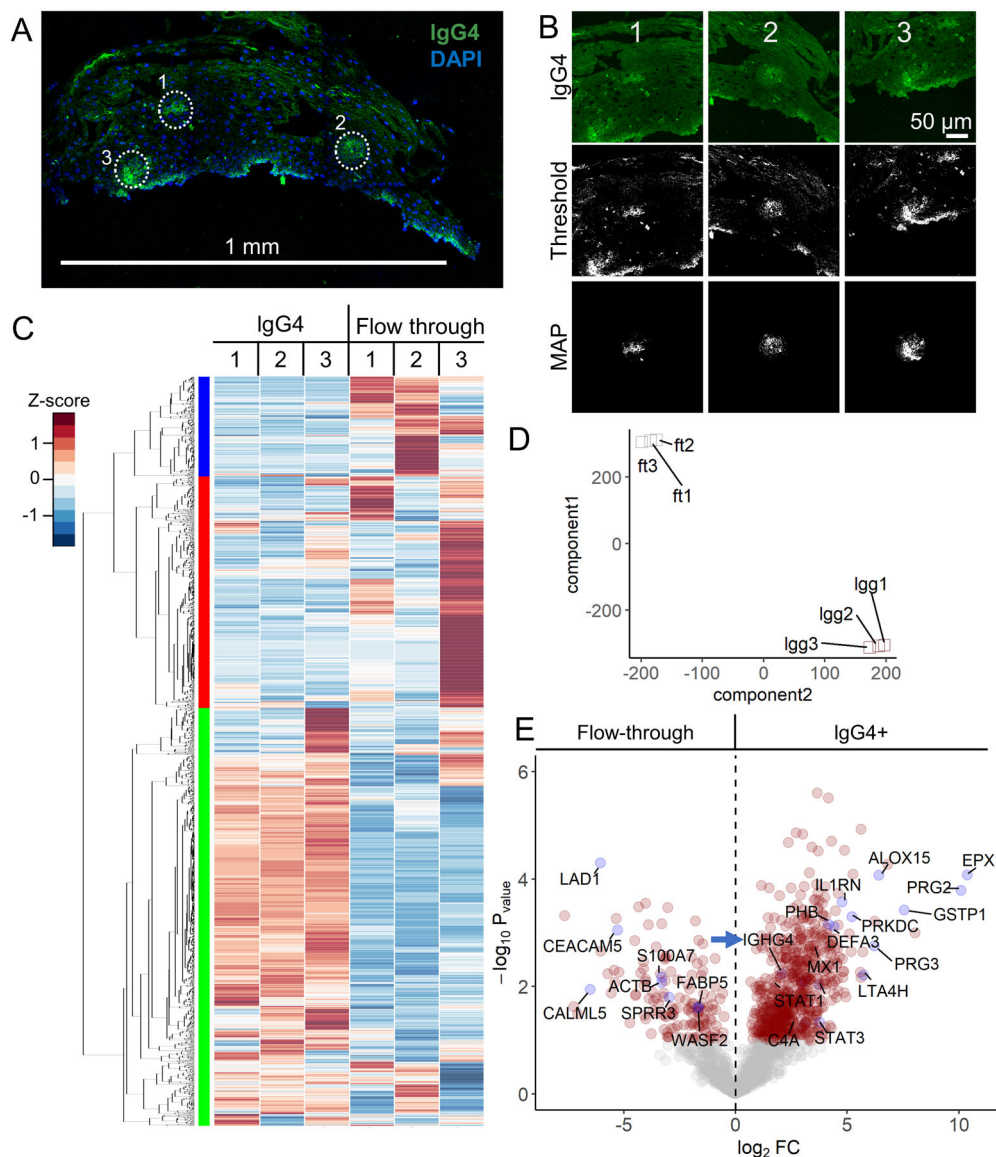 A
IgG4
DAPI
1
2
3
1 mm
B
1
2
3
IgG4
50 µm
Threshold
MAP
C
IgG4
Flow through
1
2
3
1
2
3
Z-score
1
0
-1
D
component1
200
0
-200
ft2
ft3
ft1
Igg1
Igg2
Igg3
-200
-100
0
100
200
component2
E
Flow-through
IgG4+
-log10 Pvalue
6
4
2
0
LAD1
CEACAM5
CALML5
S100A7
ACTB
SPRR3
FABP5
WASF2
IGHG4
PHB
IL1RN
ALOX15
EPX
PRG2
GSTP1
PRKDC
DEFA3
PRG3
MX1
LTA4H
STAT1
STAT3
C4A
-5
0
5
10
log2 FC